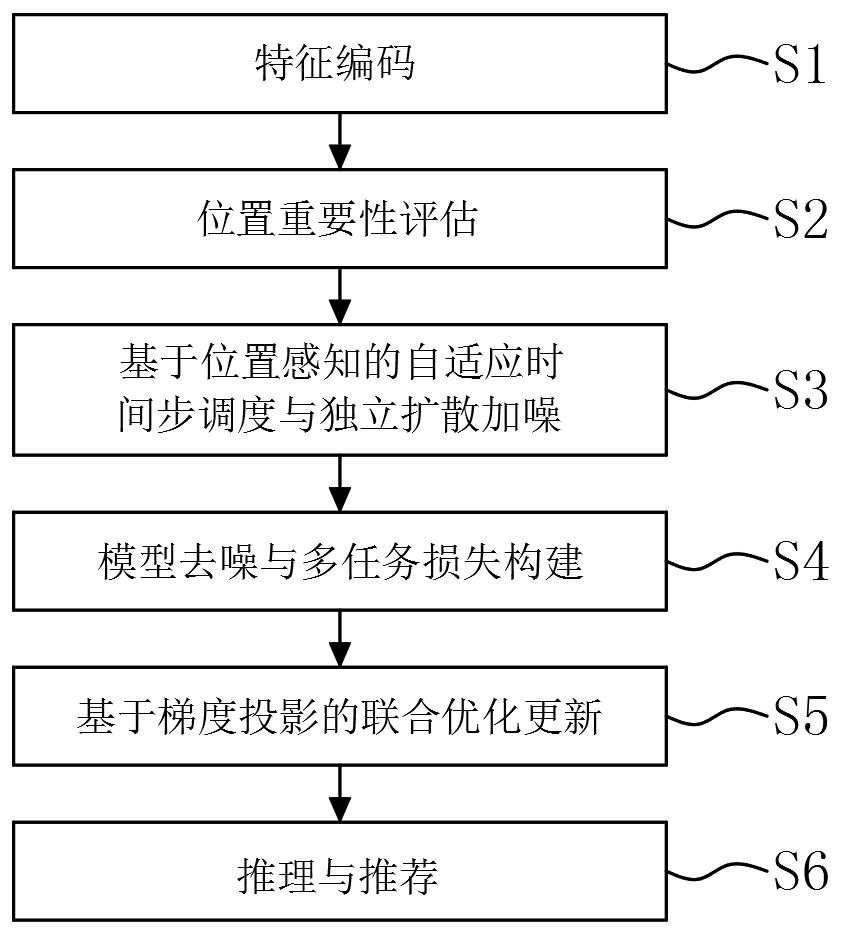 特征编码
S1
位置重要性评估
S2
基于位置感知的自适应时
间步调度与独立扩散加噪
S3
模型去噪与多任务损失构建
S4
基于梯度投影的联合优化更新
S5
推理与推荐
S6